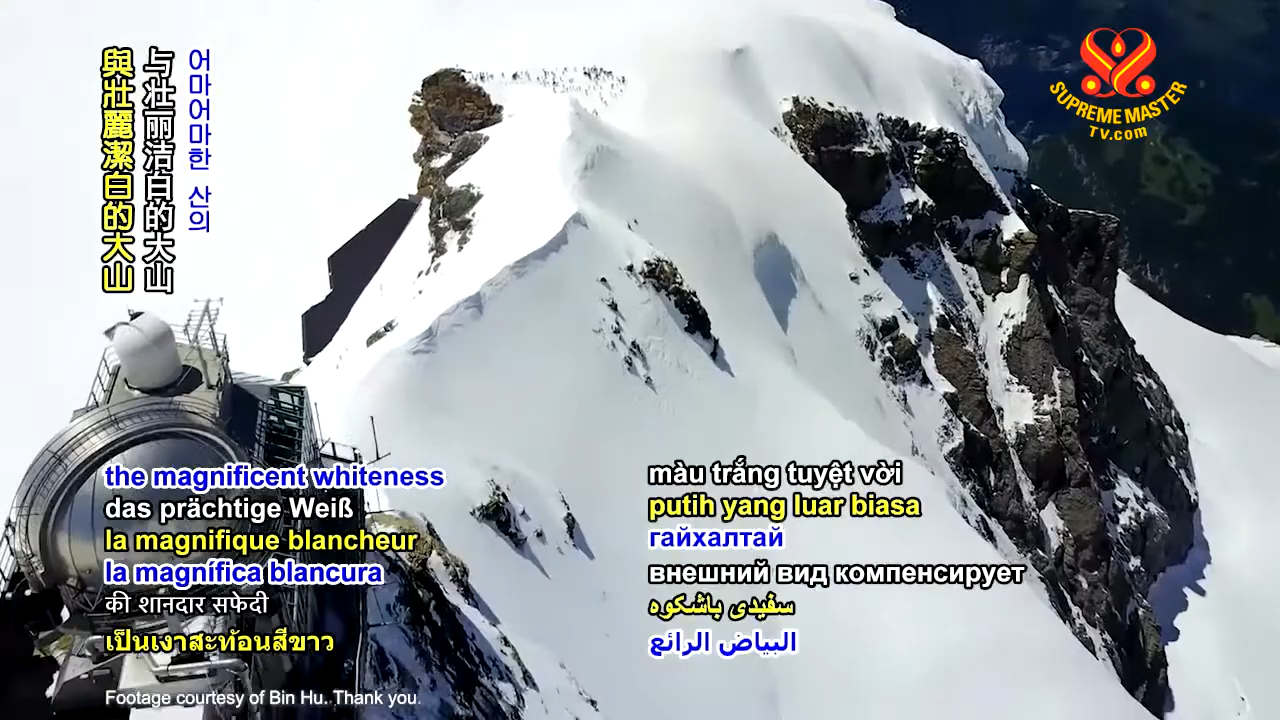 與壯麗潔白的大山
与壮丽洁白的大山
어마어마한 산의
SUPREME MASTER
TV.com
the magnificent whiteness
das prächtige Weiß
la magnifique blancheur
la magnífica blancura
की शानदार सफेदी
เป็นเงาสะท้อนสีขาว
màu trắng tuyệt vời
putih yang luar biasa
гайхалтай
внешний вид компенсирует
سفیدی باشکوه
البياض الرائع
Footage courtesy of Bin Hu. Thank you.